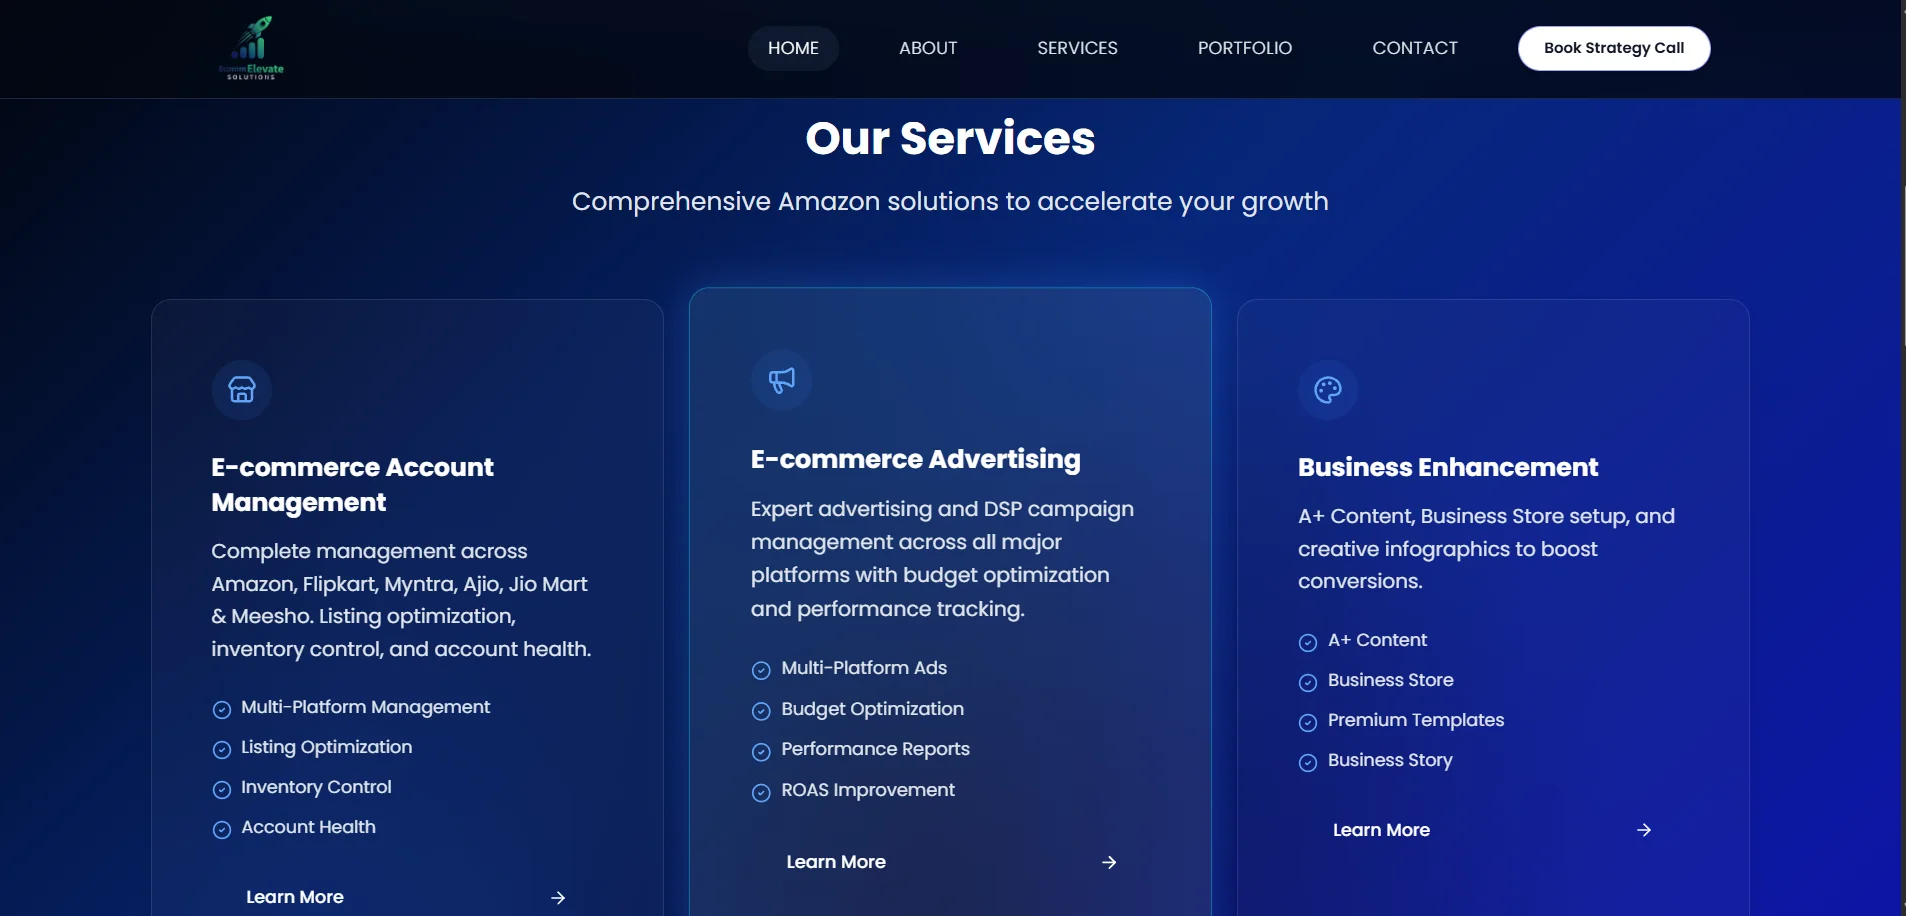 EcommElevate
SOLUTIONS
HOME
ABOUT
SERVICES
PORTFOLIO
CONTACT
Book Strategy Call
Our Services
Comprehensive Amazon solutions to accelerate your growth
E-commerce Account
Management
Complete management across
Amazon, Flipkart, Myntra, Ajio, Jio Mart
& Meesho. Listing optimization,
inventory control, and account health.
Multi-Platform Management
Listing Optimization
Inventory Control
Account Health
Learn More
E-commerce Advertising
Expert advertising and DSP campaign
management across all major
platforms with budget optimization
and performance tracking.
Multi-Platform Ads
Budget Optimization
Performance Reports
ROAS Improvement
Learn More
Business Enhancement
A+ Content, Business Store setup, and
creative infographics to boost
conversions.
A+ Content
Business Store
Premium Templates
Business Story
Learn More